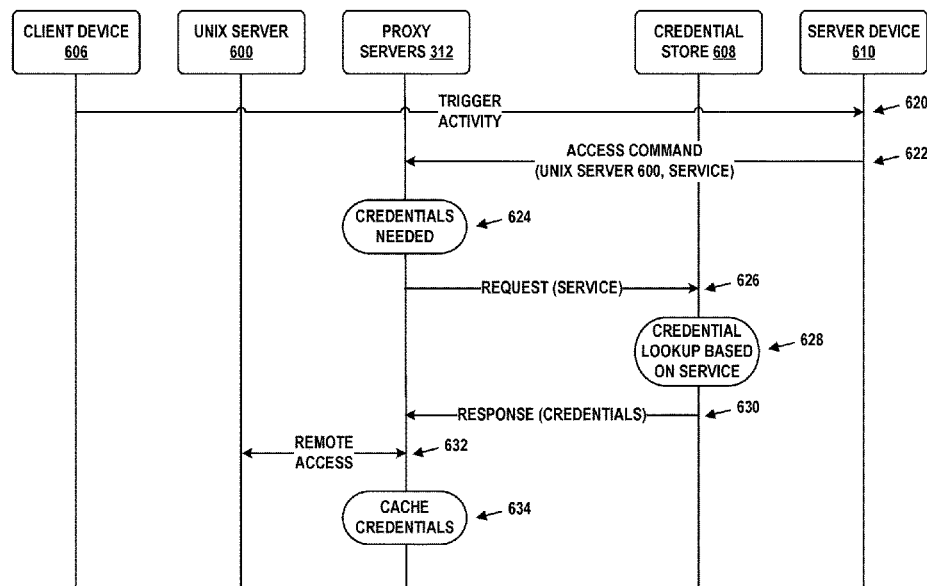 CLIENT DEVICE
606
UNIX SERVER
600
PROXY
SERVERS 312
CREDENTIAL
STORE 608
SERVER DEVICE
610
TRIGGER
ACTIVITY
620
ACCESS COMMAND
(UNIX SERVER 600, SERVICE)
622
CREDENTIALS
NEEDED
624
REQUEST (SERVICE)
626
CREDENTIAL
LOOKUP BASED
ON SERVICE
628
RESPONSE (CREDENTIALS)
630
REMOTE
ACCESS
632
CACHE
CREDENTIALS
634